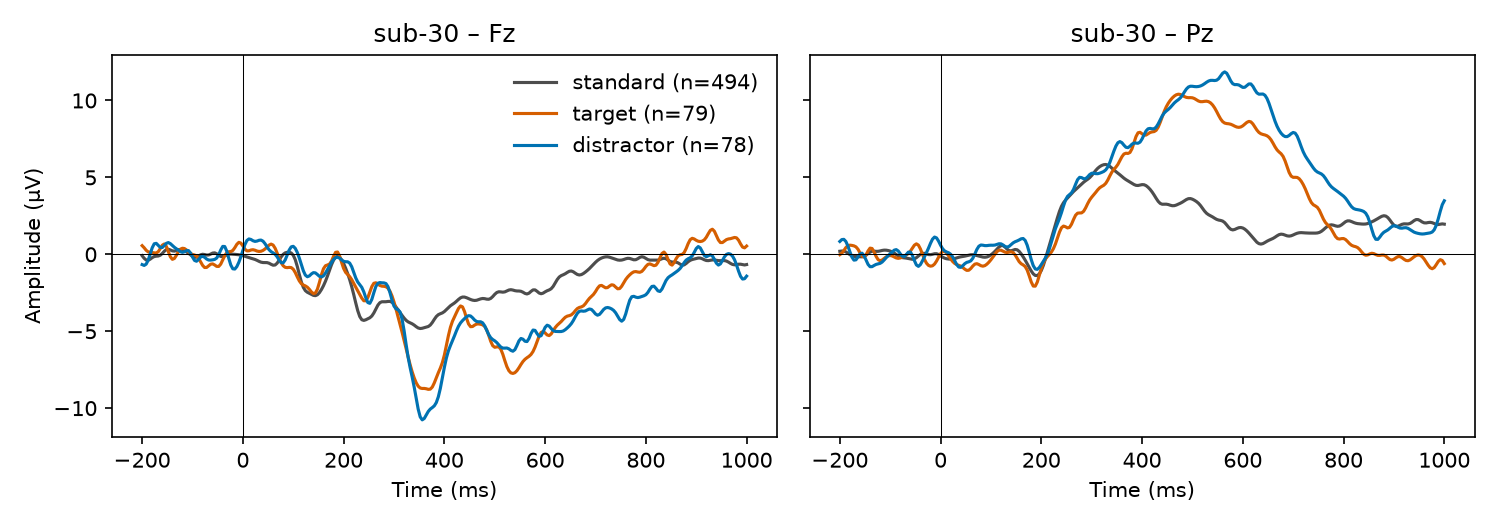 sub-30 – Fz
sub-30 – Pz
standard (n=494)
target (n=79)
distractor (n=78)
Amplitude (μV)
10
5
0
−5
−10
−200 0 200 400 600 800 1000
−200 0 200 400 600 800 1000
Time (ms)
Time (ms)